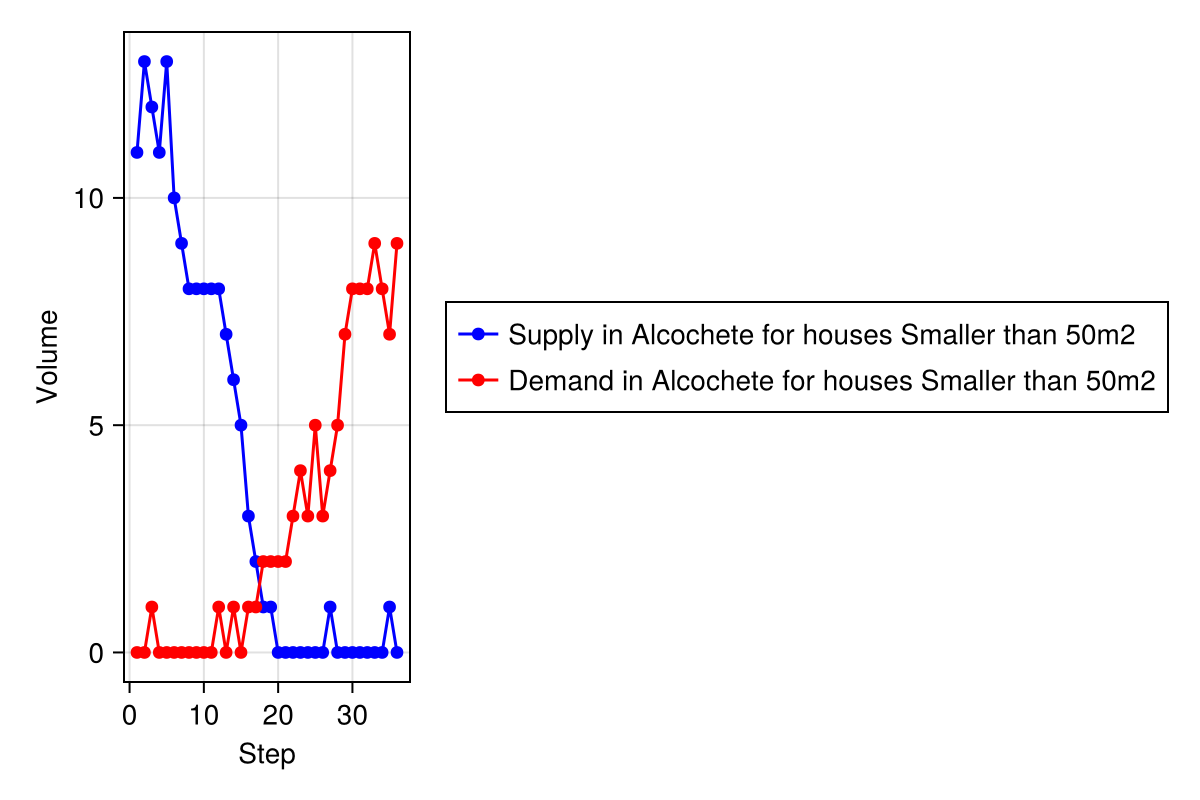 Volume
10
5
0
0 10 20 30
Step
Supply in Alcochete for houses Smaller than 50m2
Demand in Alcochete for houses Smaller than 50m2